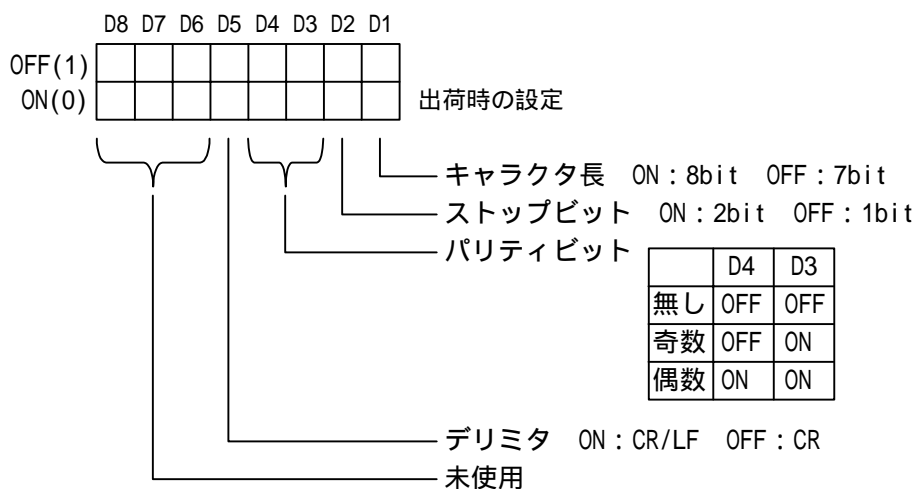 D8 D7 D6 D5 D4 D3 D2 D1
OFF(1)
ON(0) 出荷時の設定
キャラクタ長 ON：8bit OFF：7bit
ストップビット ON：2bit OFF：1bit
パリティビット
D4 D3
無し OFF OFF
奇数 OFF ON
偶数 ON ON
デリミタ ON：CR/LF OFF：CR
未使用